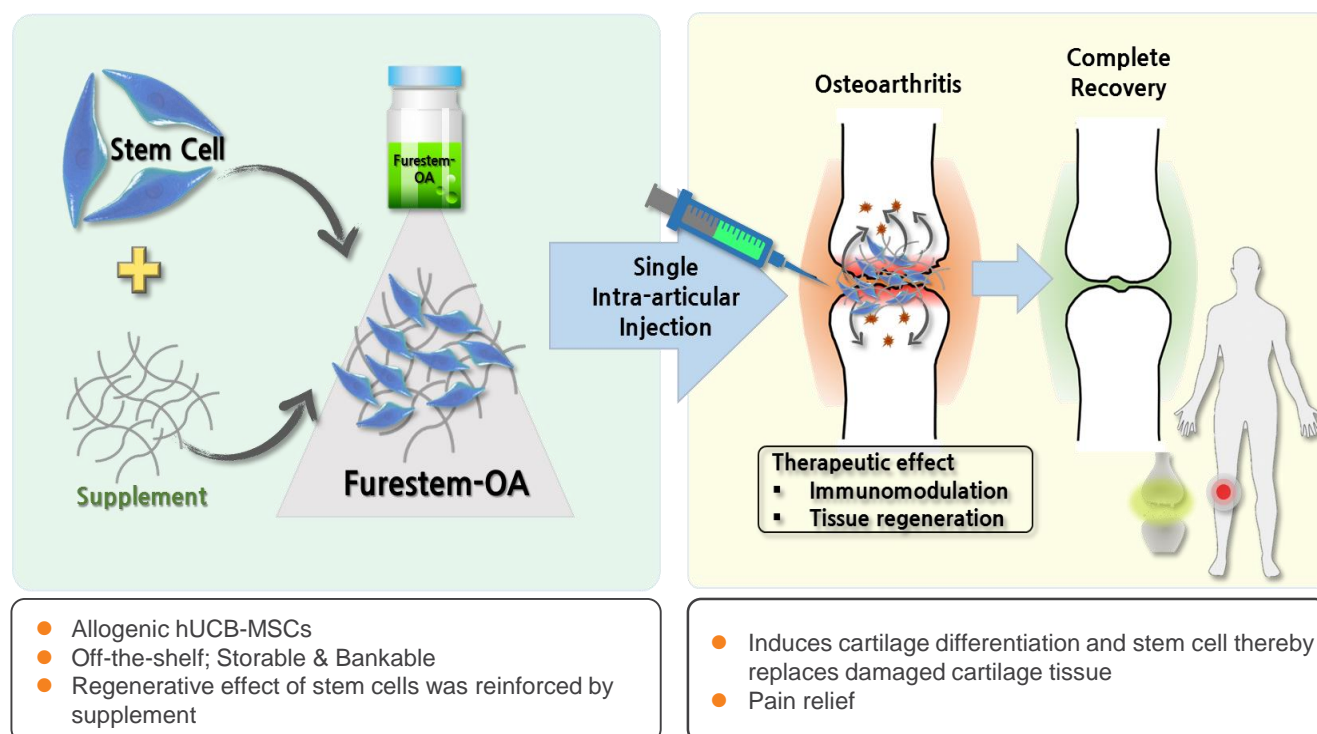 Stem Cell
Supplement
Furestem-
OA
Furestem-OA
Single
Intra-articular
Injection
Osteoarthritis
Complete
Recovery
Therapeutic effect
▪ Immunomodulation
▪ Tissue regeneration
● Allogenic hUCB-MSCs
● Off-the-shelf; Storable & Bankable
● Regenerative effect of stem cells was reinforced by
supplement
● Induces cartilage differentiation and stem cell thereby
replaces damaged cartilage tissue
● Pain relief